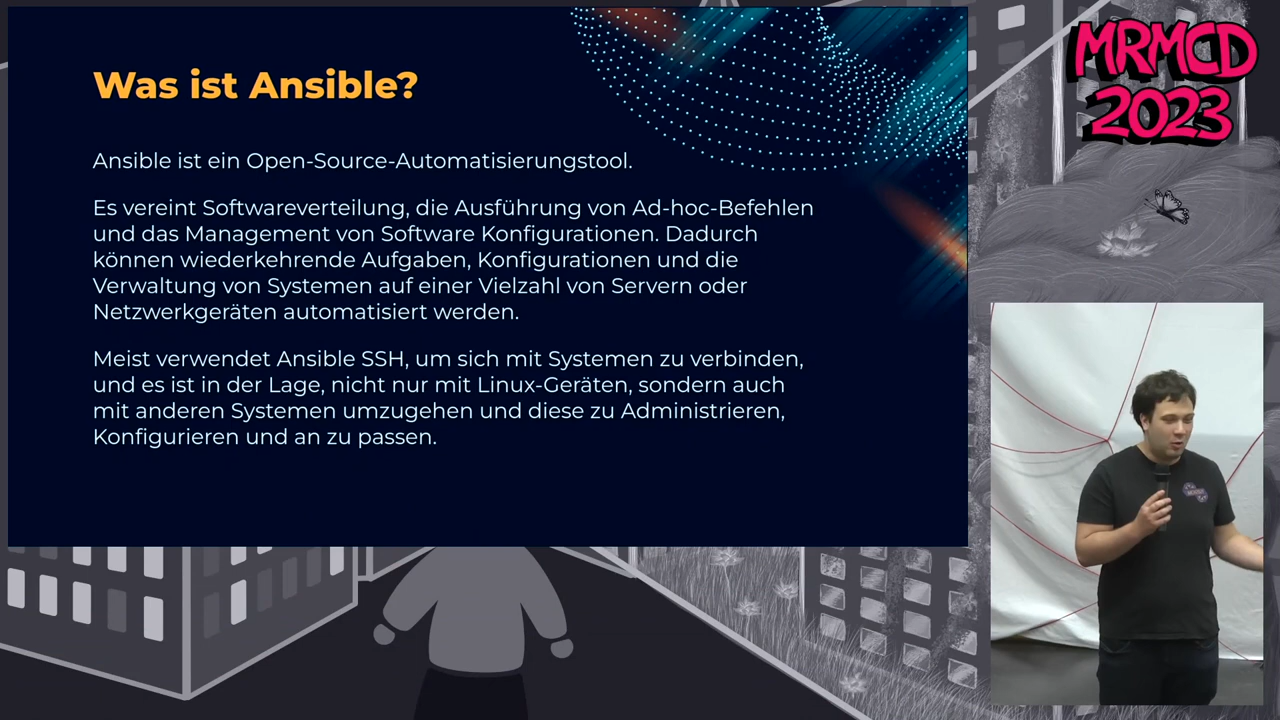 Was ist Ansible?
Ansible ist ein Open-Source-Automatisierungstool.
Es vereint Softwareverteilung, die Ausführung von Ad-hoc-Befehlen
und das Management von Software Konfigurationen. Dadurch
können wiederkehrende Aufgaben, Konfigurationen und die
Verwaltung von Systemen auf einer Vielzahl von Servern oder
Netzwerkgeräten automatisiert werden.
Meist verwendet Ansible SSH, um sich mit Systemen zu verbinden,
und es ist in der Lage, nicht nur mit Linux-Geräten, sondern auch
mit anderen Systemen umzugehen und diese zu Administrieren,
Konfigurieren und an zu passen.
MRMCD
2023